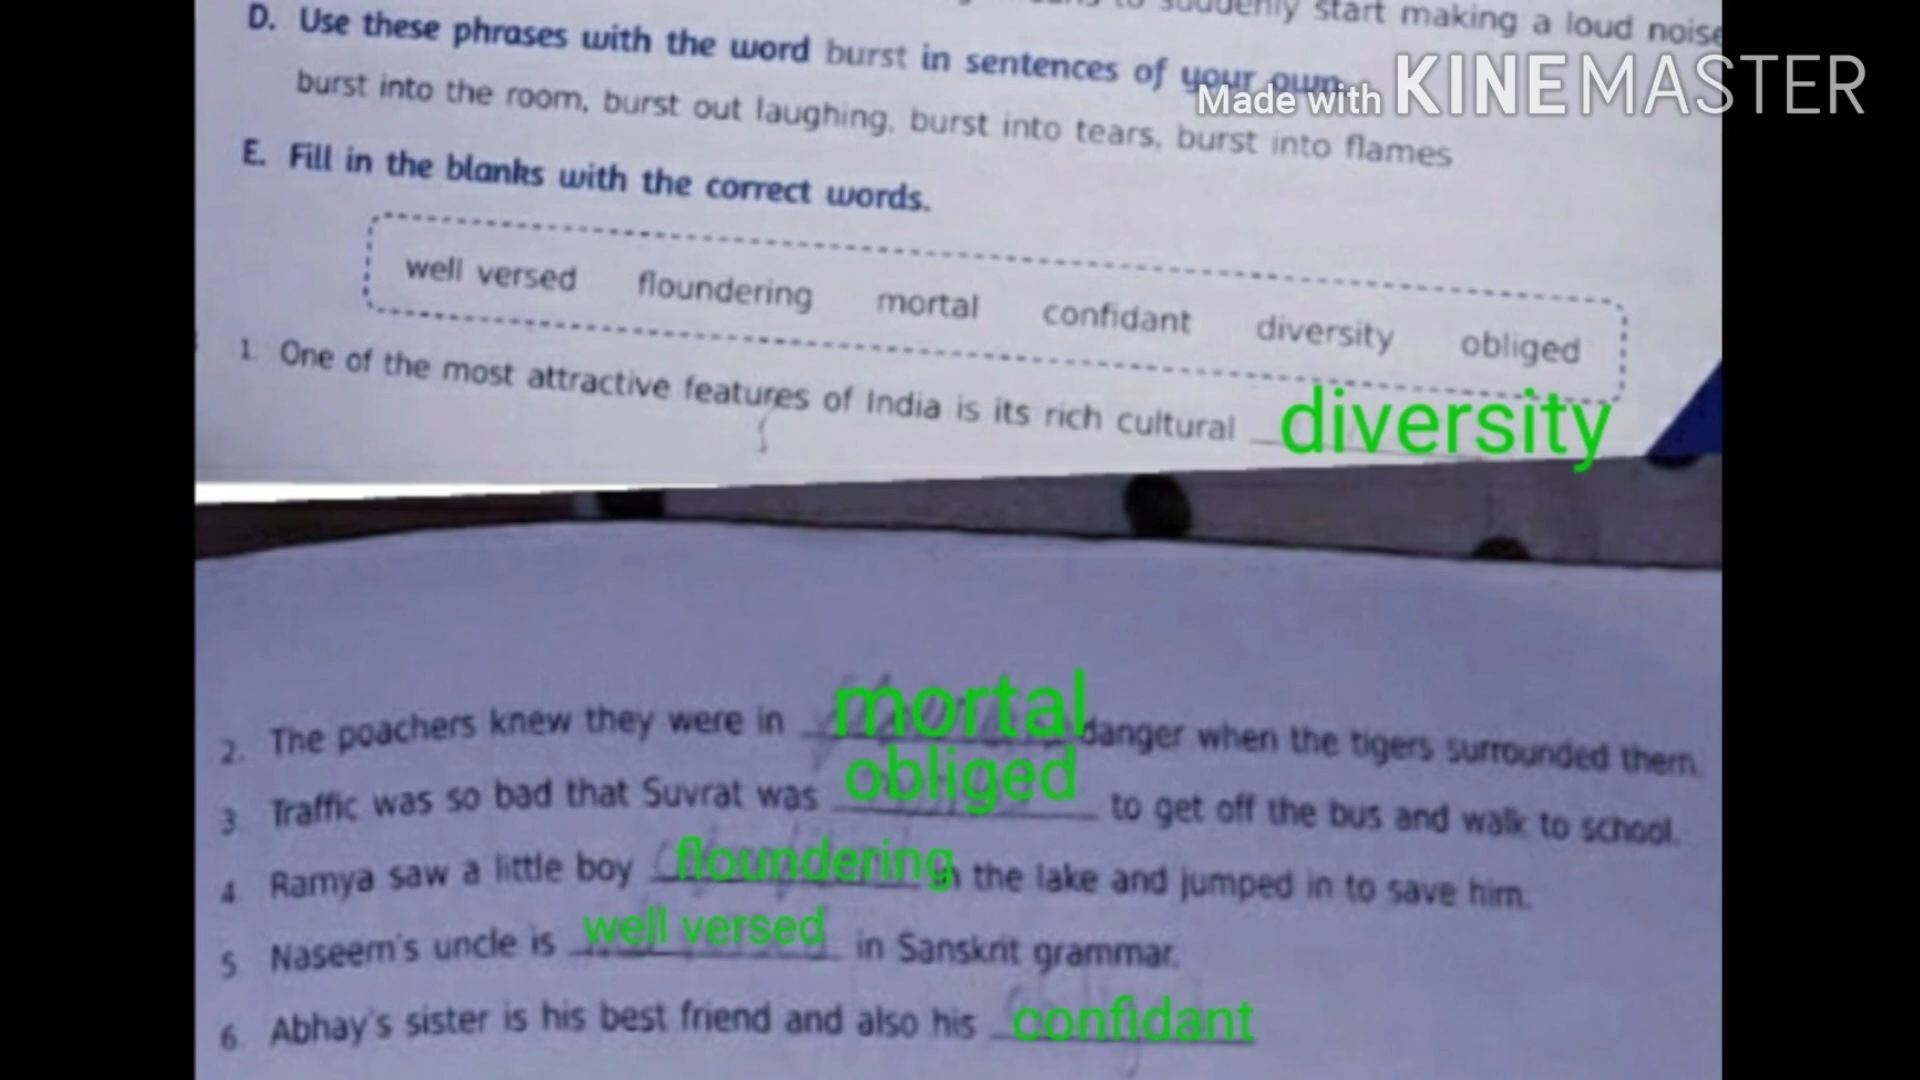 to suddenly start making a loud noise
D. Use these phrases with the word burst in sentences of your own.
Made with KINEMASTER
burst into the room, burst out laughing, burst into tears, burst into flames
E. Fill in the blanks with the correct words.
well versed floundering mortal confidant diversity obliged
1. One of the most attractive features of India is its rich cultural diversity
2. The poachers knew they were in mortal danger when the tigers surrounded them.
3 Traffic was so bad that Suvrat was obliged to get off the bus and walk to school.
4 Ramya saw a little boy floundering in the lake and jumped in to save him.
5 Naseem's uncle is well versed in Sanskrit grammar.
6 Abhay's sister is his best friend and also his confidant